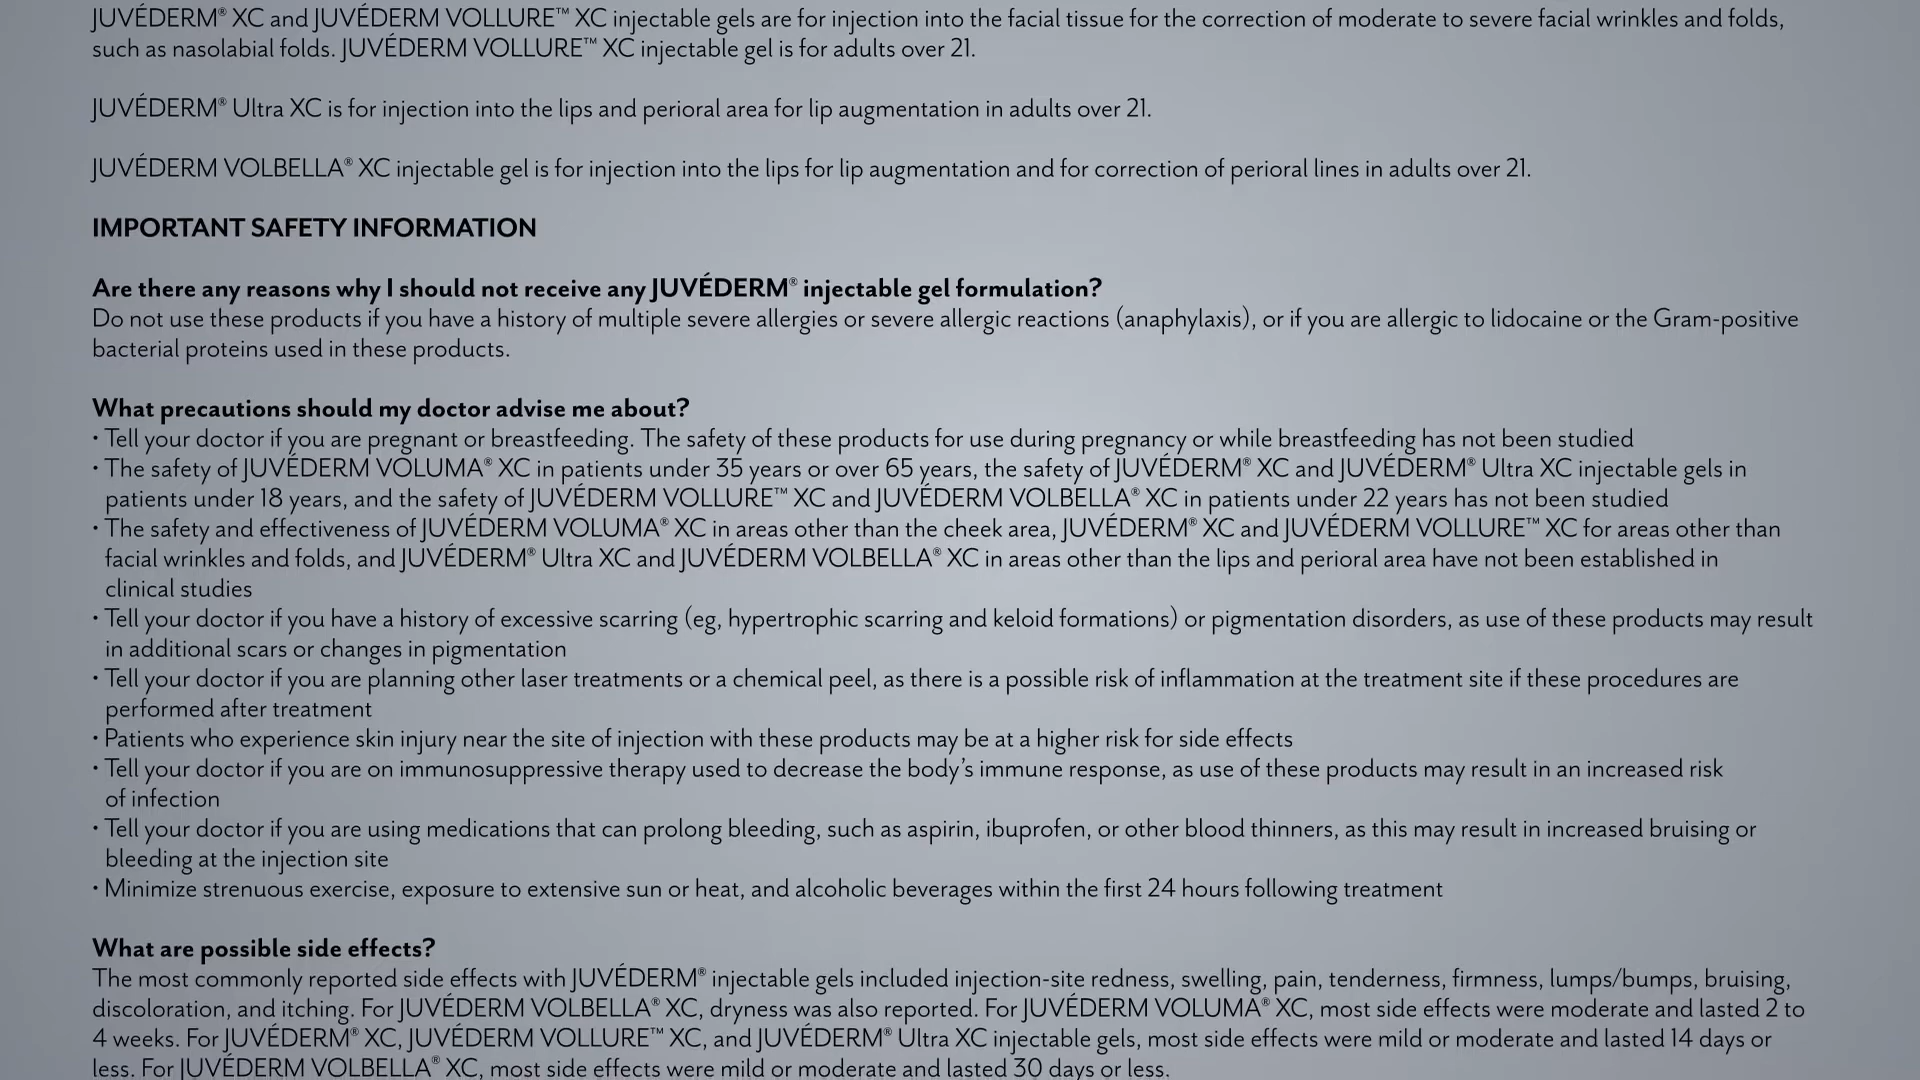 JUVÉDERM® XC and JUVÉDERM VOLLURE™ XC injectable gels are for injection into the facial tissue for the correction of moderate to severe facial wrinkles and folds,
such as nasolabial folds. JUVÉDERM VOLLURE™ XC injectable gel is for adults over 21.
JUVÉDERM® Ultra XC is for injection into the lips and perioral area for lip augmentation in adults over 21.
JUVÉDERM VOLBELLA® XC injectable gel is for injection into the lips for lip augmentation and for correction of perioral lines in adults over 21.
IMPORTANT SAFETY INFORMATION
Are there any reasons why I should not receive any JUVÉDERM® injectable gel formulation?
Do not use these products if you have a history of multiple severe allergies or severe allergic reactions (anaphylaxis), or if you are allergic to lidocaine or the Gram-positive
bacterial proteins used in these products.
What precautions should my doctor advise me about?
• Tell your doctor if you are pregnant or breastfeeding. The safety of these products for use during pregnancy or while breastfeeding has not been studied
• The safety of JUVÉDERM VOLUMA® XC in patients under 35 years or over 65 years, the safety of JUVÉDERM® XC and JUVÉDERM® Ultra XC injectable gels in
patients under 18 years, and the safety of JUVÉDERM VOLLURE™ XC and JUVÉDERM VOLBELLA® XC in patients under 22 years has not been studied
• The safety and effectiveness of JUVÉDERM VOLUMA® XC in areas other than the cheek area, JUVÉDERM® XC and JUVÉDERM VOLLURE™ XC for areas other than
facial wrinkles and folds, and JUVÉDERM® Ultra XC and JUVÉDERM VOLBELLA® XC in areas other than the lips and perioral area have not been established in
clinical studies
• Tell your doctor if you have a history of excessive scarring (eg, hypertrophic scarring and keloid formations) or pigmentation disorders, as use of these products may result
in additional scars or changes in pigmentation
• Tell your doctor if you are planning other laser treatments or a chemical peel, as there is a possible risk of inflammation at the treatment site if these procedures are
performed after treatment
• Patients who experience skin injury near the site of injection with these products may be at a higher risk for side effects
• Tell your doctor if you are on immunosuppressive therapy used to decrease the body’s immune response, as use of these products may result in an increased risk
of infection
• Tell your doctor if you are using medications that can prolong bleeding, such as aspirin, ibuprofen, or other blood thinners, as this may result in increased bruising or
bleeding at the injection site
• Minimize strenuous exercise, exposure to extensive sun or heat, and alcoholic beverages within the first 24 hours following treatment
What are possible side effects?
The most commonly reported side effects with JUVÉDERM® injectable gels included injection-site redness, swelling, pain, tenderness, firmness, lumps/bumps, bruising,
discoloration, and itching. For JUVÉDERM VOLBELLA® XC, dryness was also reported. For JUVÉDERM VOLUMA® XC, most side effects were moderate and lasted 2 to
4 weeks. For JUVÉDERM® XC, JUVÉDERM VOLLURE™ XC, and JUVÉDERM® Ultra XC injectable gels, most side effects were mild or moderate and lasted 14 days or
less. For JUVÉDERM VOLBELLA® XC, most side effects were mild or moderate and lasted 30 days or less.